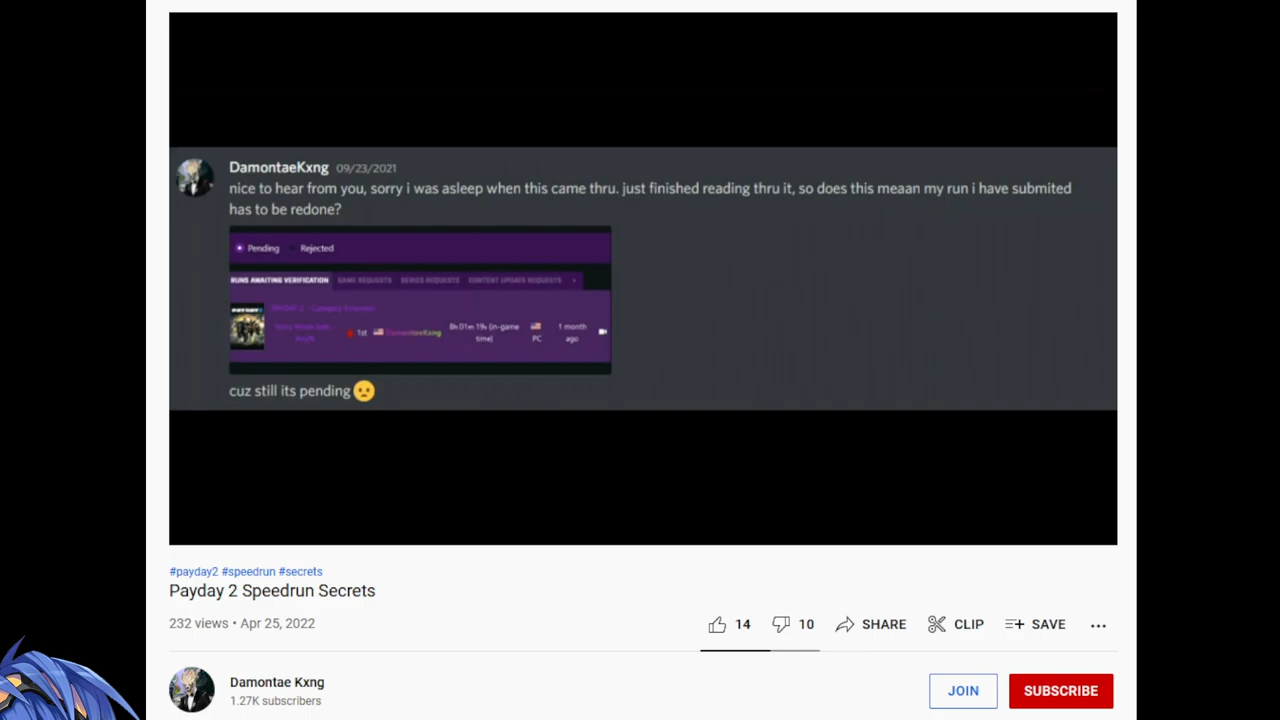 DamontaeKxng 09/23/2021
nice to hear from you, sorry i was asleep when this came thru. just finished reading thru it, so does this meaan my run i have submited
has to be redone?
Pending Rejected
RUNS AWAITING VERIFICATION GAME REQUESTS SERIES REQUESTS CONTENT UPDATE REQUESTS
PAYDAY 2 - Category Extension
1st DamontaeKxng 8h 01m 19s (in-game PC 1 month
time] ago
cuz still its pending
#payday2 #speedrun #secrets
Payday 2 Speedrun Secrets
232 views • Apr 25, 2022
14 10 SHARE CLIP SAVE ...
Damontae Kxng
1.27K subscribers
JOIN SUBSCRIBE